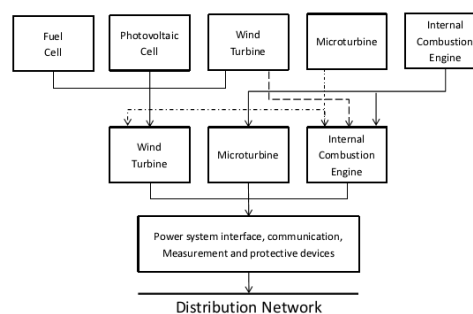 Fuel
Cell
Photovoltaic
Cell
Wind
Turbine
Microturbine
Internal
Combustion
Engine
Wind
Turbine
Microturbine
Internal
Combustion
Engine
Power system interface, communication,
Measurement and protective devices
Distribution Network